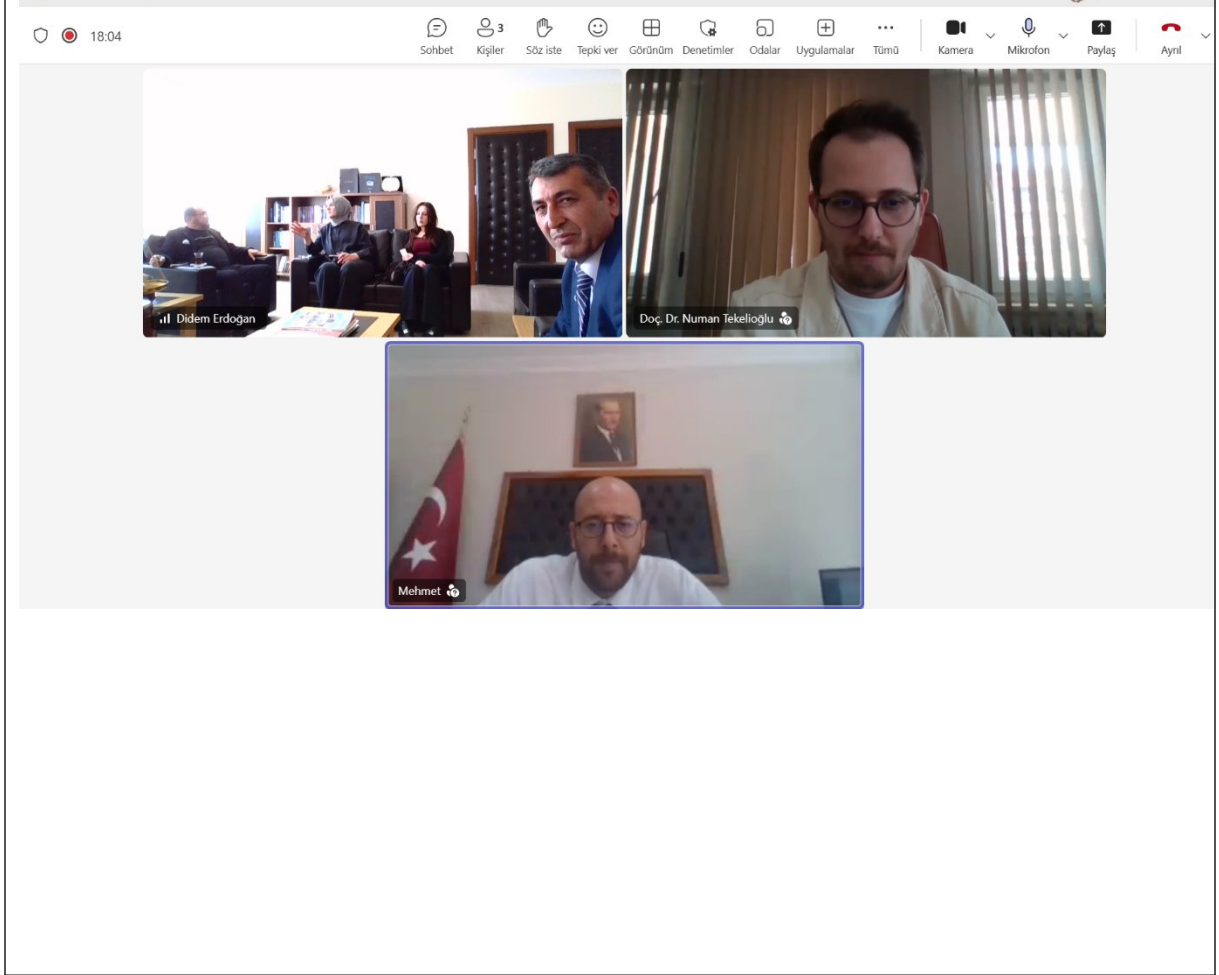 18:04
3
Sohbet Kişiler Söz iste Tepki ver Görünüm Denetimler Odalar Uygulamalar Tümü Kamera Mikrofon Paylaş Ayrıl
Didem Erdoğan
Doç. Dr. Numan Tekelioğlu
Mehmet